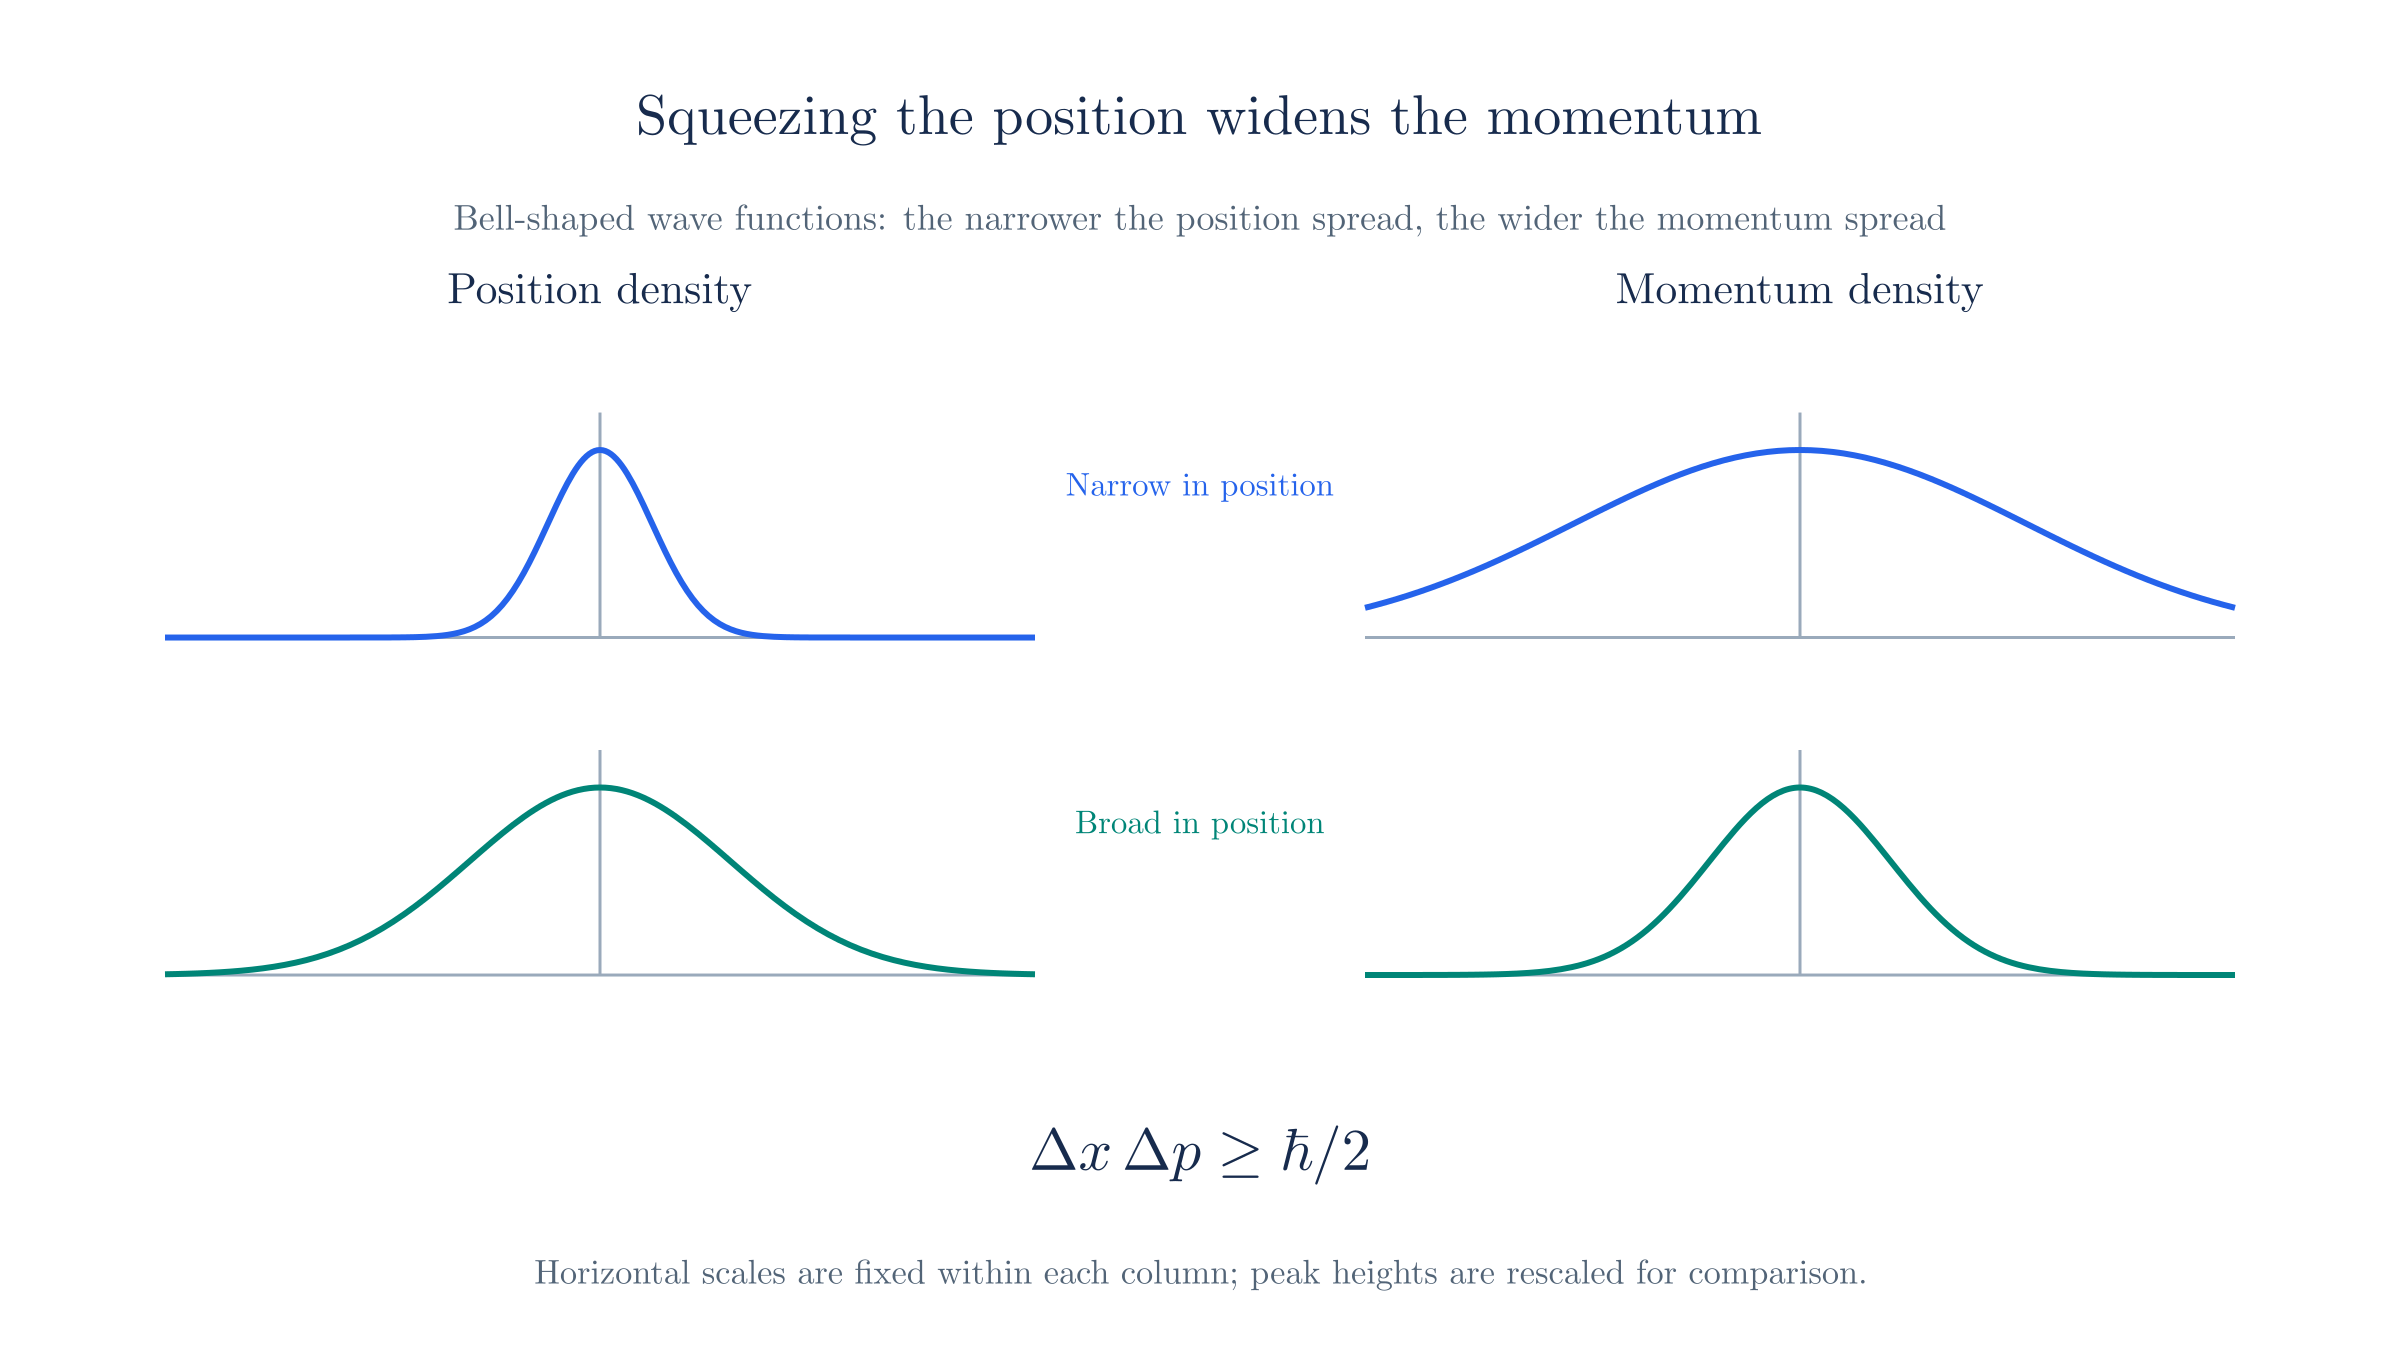 Squeezing the position widens the momentum
Bell-shaped wave functions: the narrower the position spread, the wider the momentum spread
Position density
Momentum density
Narrow in position
Broad in position
Δx Δp ≥ ħ/2
Horizontal scales are fixed within each column; peak heights are rescaled for comparison.